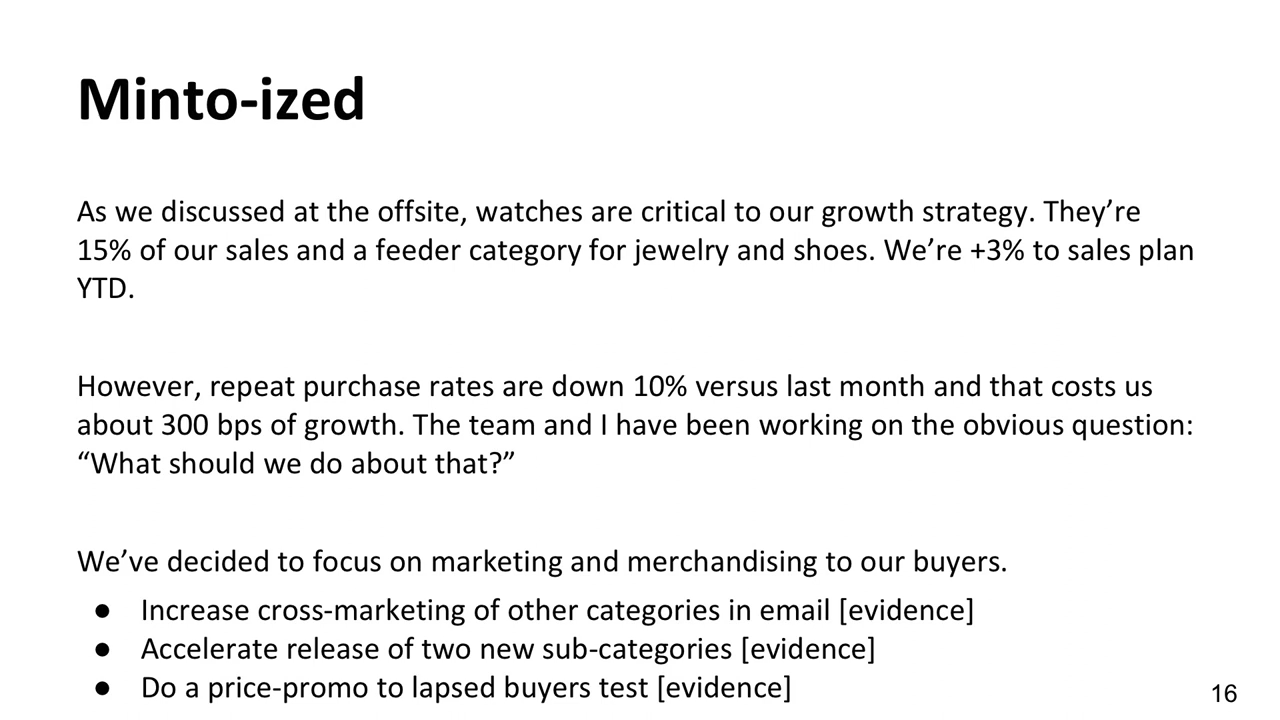 Minto-ized
As we discussed at the offsite, watches are critical to our growth strategy. They’re
15% of our sales and a feeder category for jewelry and shoes. We’re +3% to sales plan
YTD.
However, repeat purchase rates are down 10% versus last month and that costs us
about 300 bps of growth. The team and I have been working on the obvious question:
“What should we do about that?”
We’ve decided to focus on marketing and merchandising to our buyers.
● Increase cross-marketing of other categories in email [evidence]
● Accelerate release of two new sub-categories [evidence]
● Do a price-promo to lapsed buyers test [evidence]
16